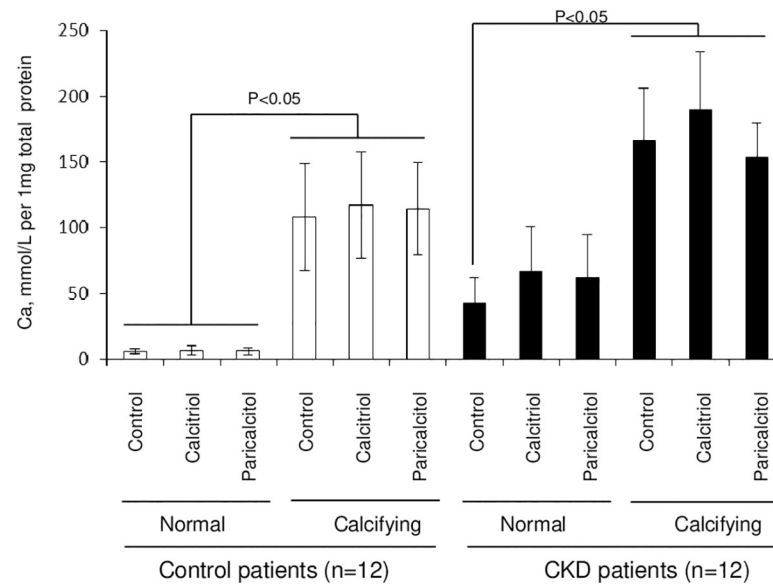 P<0.05
P<0.05
Ca, mmol/L per 1mg total protein
250
200
150
100
50
0
Control
Calcitriol
Paricalcitol
Control
Calcitriol
Paricalcitol
Control
Calcitriol
Paricalcitol
Control
Calcitriol
Paricalcitol
Normal
Calcifying
Normal
Calcifying
Control patients (n=12)
CKD patients (n=12)